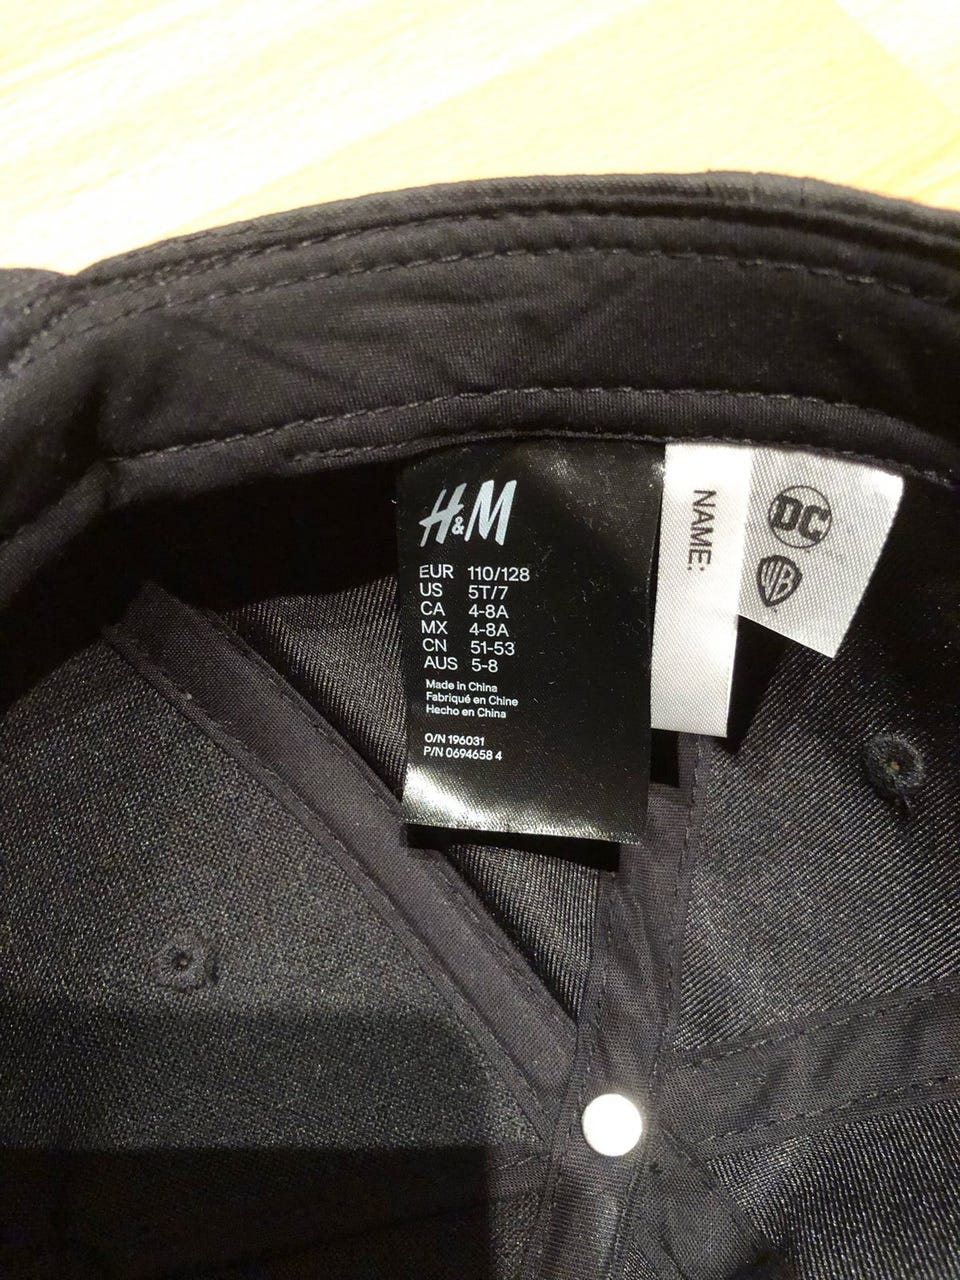 H&M
EUR 110/128
US 5T/7
CA 4-8A
MX 4-8A
CN 51-53
AUS 5-8
Made in China
Fabriqué en Chine
Hecho en China
O/N 196031
P/N 0694658 4
NAME:
DC
WB